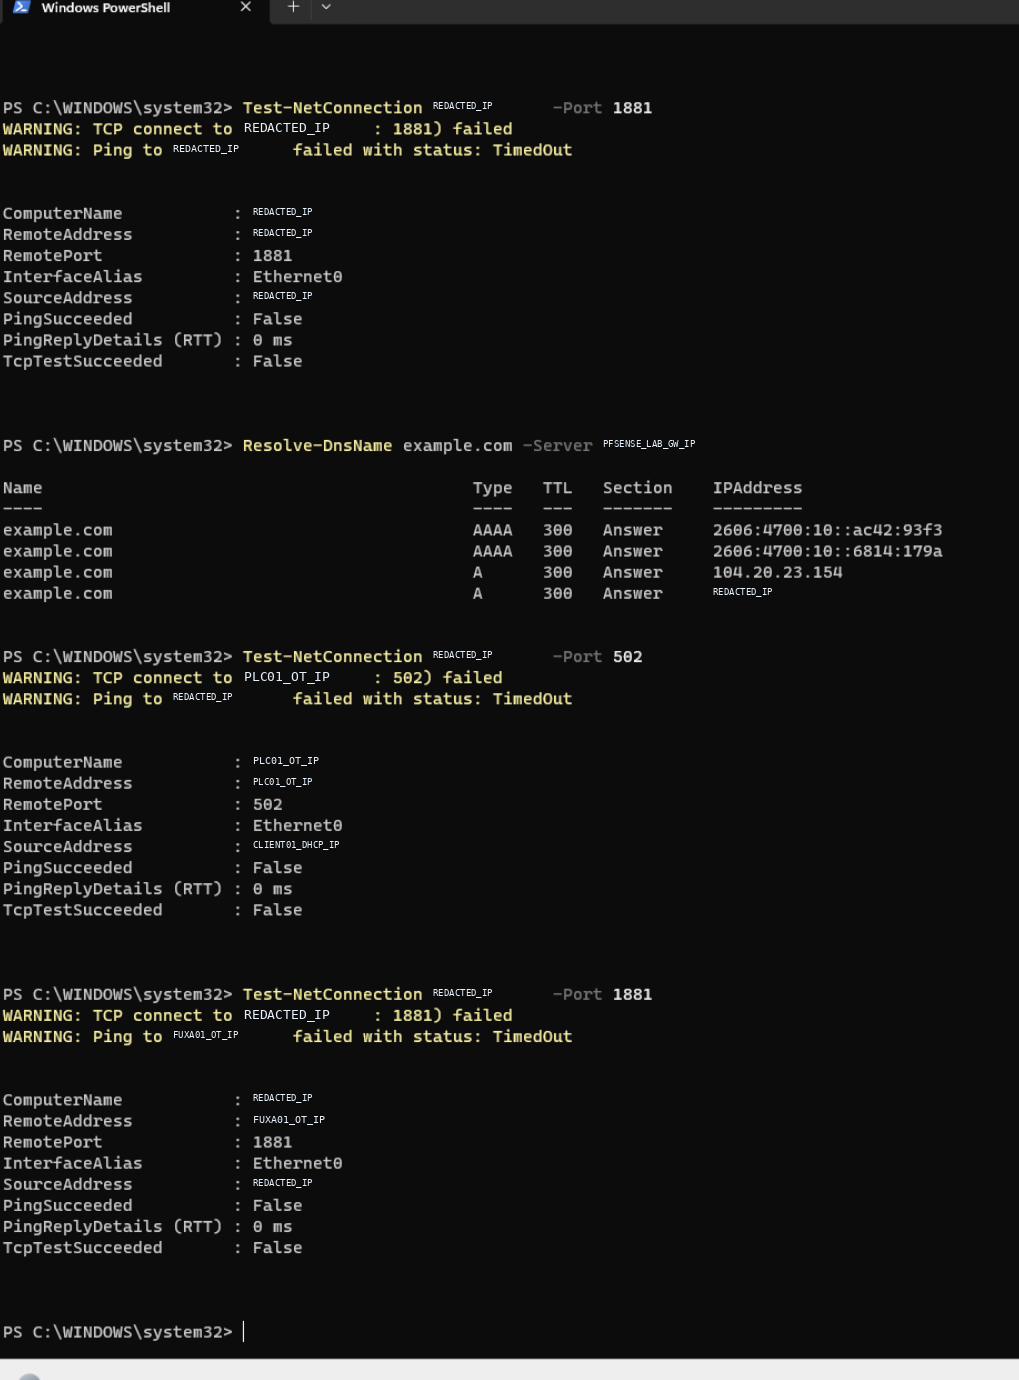 Windows PowerShell
PS C:\WINDOWS\system32> Test-NetConnection REDACTED_IP -Port 1881
WARNING: TCP connect to REDACTED_IP : 1881) failed
WARNING: Ping to REDACTED_IP failed with status: TimedOut
ComputerName : REDACTED_IP
RemoteAddress : REDACTED_IP
RemotePort : 1881
InterfaceAlias : Ethernet0
SourceAddress : REDACTED_IP
PingSucceeded : False
PingReplyDetails (RTT) : 0 ms
TcpTestSucceeded : False
PS C:\WINDOWS\system32> Resolve-DnsName example.com -Server PFSENSE_LAB_GW_IP
Name Type TTL Section IPAddress
---- ---- --- ------- ---------
example.com AAAA 300 Answer 2606:4700:10::ac42:93f3
example.com AAAA 300 Answer 2606:4700:10::6814:179a
example.com A 300 Answer 104.20.23.154
example.com A 300 Answer REDACTED_IP
PS C:\WINDOWS\system32> Test-NetConnection REDACTED_IP -Port 502
WARNING: TCP connect to PLC01_OT_IP : 502) failed
WARNING: Ping to REDACTED_IP failed with status: TimedOut
ComputerName : PLC01_OT_IP
RemoteAddress : PLC01_OT_IP
RemotePort : 502
InterfaceAlias : Ethernet0
SourceAddress : CLIENT01_DHCP_IP
PingSucceeded : False
PingReplyDetails (RTT) : 0 ms
TcpTestSucceeded : False
PS C:\WINDOWS\system32> Test-NetConnection REDACTED_IP -Port 1881
WARNING: TCP connect to REDACTED_IP : 1881) failed
WARNING: Ping to FUXA01_OT_IP failed with status: TimedOut
ComputerName : REDACTED_IP
RemoteAddress : FUXA01_OT_IP
RemotePort : 1881
InterfaceAlias : Ethernet0
SourceAddress : REDACTED_IP
PingSucceeded : False
PingReplyDetails (RTT) : 0 ms
TcpTestSucceeded : False
PS C:\WINDOWS\system32>